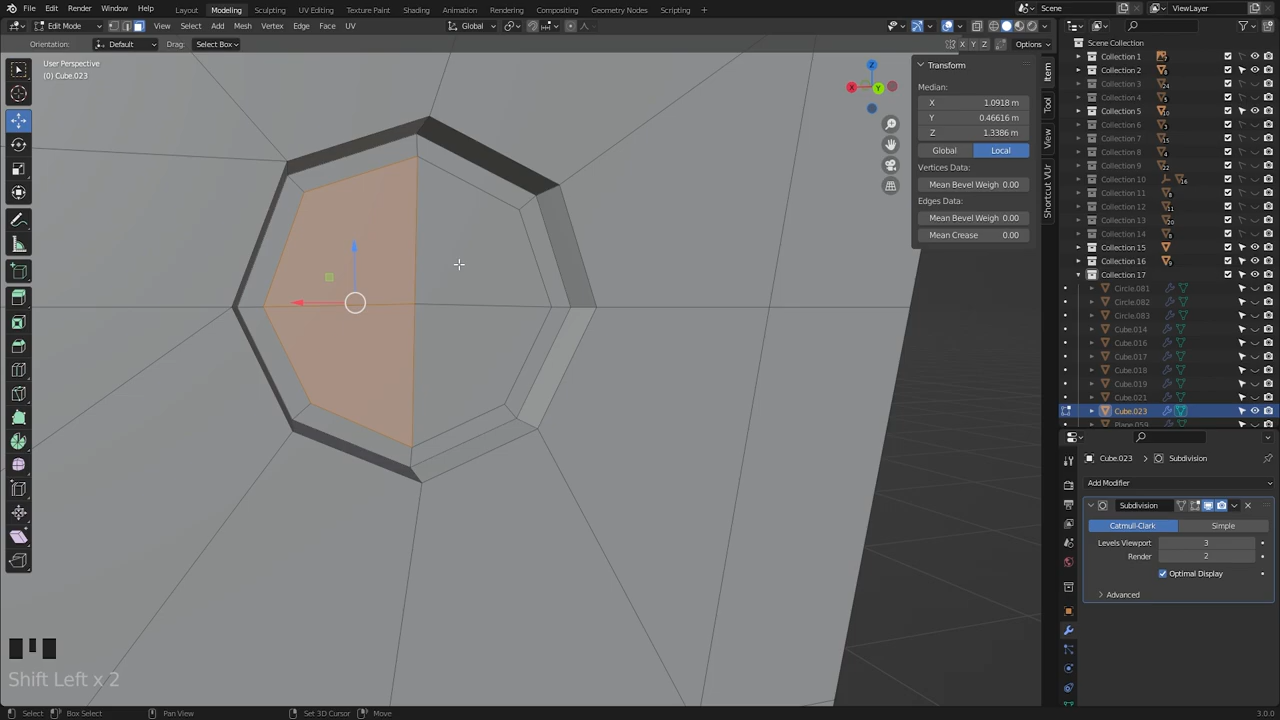 File Edit Render Window Help Layout Modeling Sculpting UV Editing Texture Paint Shading Animation Rendering Compositing Geometry Nodes Scripting + Scene ViewLayer
Edit Mode View Select Add Mesh Vertex Edge Face UV Global
Orientation: Default Drag: Select Box X Y Z Options
User Perspective
(0) Cube.023
Z
X
Y
Transform
Median:
X 1.0918 m
Y 0.46616 m
Z 1.3386 m
Global Local
Vertices Data:
Mean Bevel Weigh 0.00
Edges Data:
Mean Bevel Weigh 0.00
Mean Crease 0.00
Item
Tool
View
Shortcut VUr
Scene Collection
Collection 1
Collection 2
Collection 3
Collection 4
Collection 5
Collection 6
Collection 7
Collection 8
Collection 9
Collection 10
Collection 11
Collection 12
Collection 13
Collection 14
Collection 15
Collection 16
Collection 17
Circle.081
Circle.082
Circle.083
Cube.014
Cube.016
Cube.017
Cube.018
Cube.019
Cube.021
Cube.023
Plane.059
Cube.023 > Subdivision
Add Modifier
Subdivision
Catmull-Clark Simple
Levels Viewport 3
Render 2
Optimal Display
Advanced
Shift Left x 2
Select Box Select Pan View Set 3D Cursor Move 3.0.0